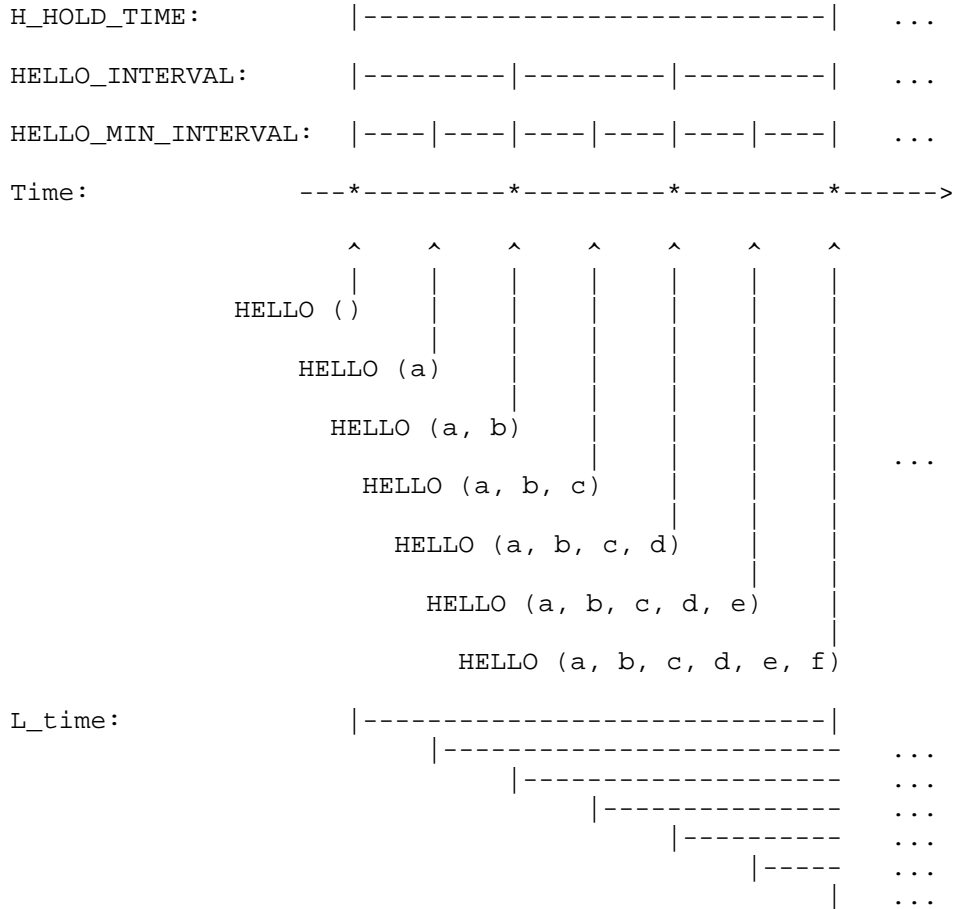 H_HOLD_TIME: |-----------------------------| ...
HELLO_INTERVAL: |---------|---------|---------| ...
HELLO_MIN_INTERVAL: |----|----|----|----|----|----| ...
Time: ---*---------*---------*---------*------>
^ ^ ^ ^ ^ ^ ^
| | | | | | |
HELLO () | | | | | |
| | | | | |
HELLO (a) | | | | |
| | | | |
HELLO (a, b) | | | |
| | | | ...
HELLO (a, b, c) | | |
| | |
HELLO (a, b, c, d) | |
| |
HELLO (a, b, c, d, e) |
|
HELLO (a, b, c, d, e, f)
L_time: |-----------------------------|
|------------------------- ...
|-------------------- ...
|--------------- ...
|---------- ...
|----- ...
| ...